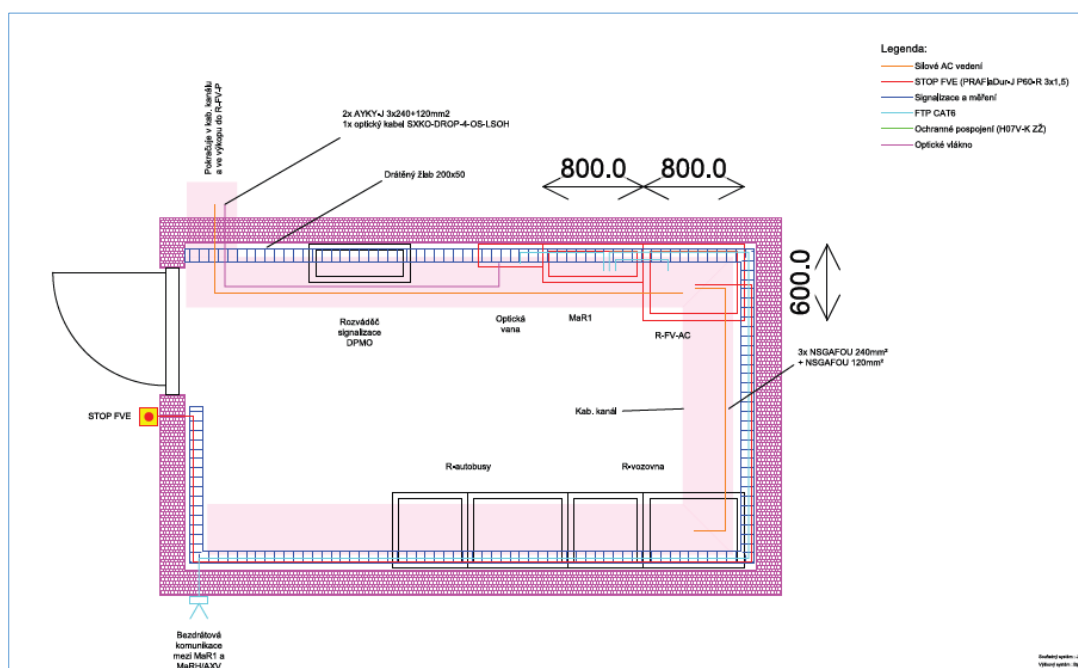 Legenda:
Silové AC vedení
STOP FVE (PRAFlaDur-J P60-R 3x1,5)
Signalizace a měření
FTP CAT6
Ochranné pospojení (H07V-K ZŽ)
Optické vlákno
Pokračuje v kab. kanálu
a ve výkopu do R-FV-P
2x AYKY-J 3x240+120mm2
1x optický kabel SXKO-DROP-4-OS-LSOH
Drátěný žlab 200x50
800.0
800.0
600.0
Rozváděč
signalizace
DPMO
Optická
vana
MaR1
R-FV-AC
3x NSGAFOU 240mm²
+ NSGAFOU 120mm²
Kab. kanál
STOP FVE
R-autobusy
R-vozovna
Bezdrátová
komunikace
mezi MaR1 a
MaRH/AXV